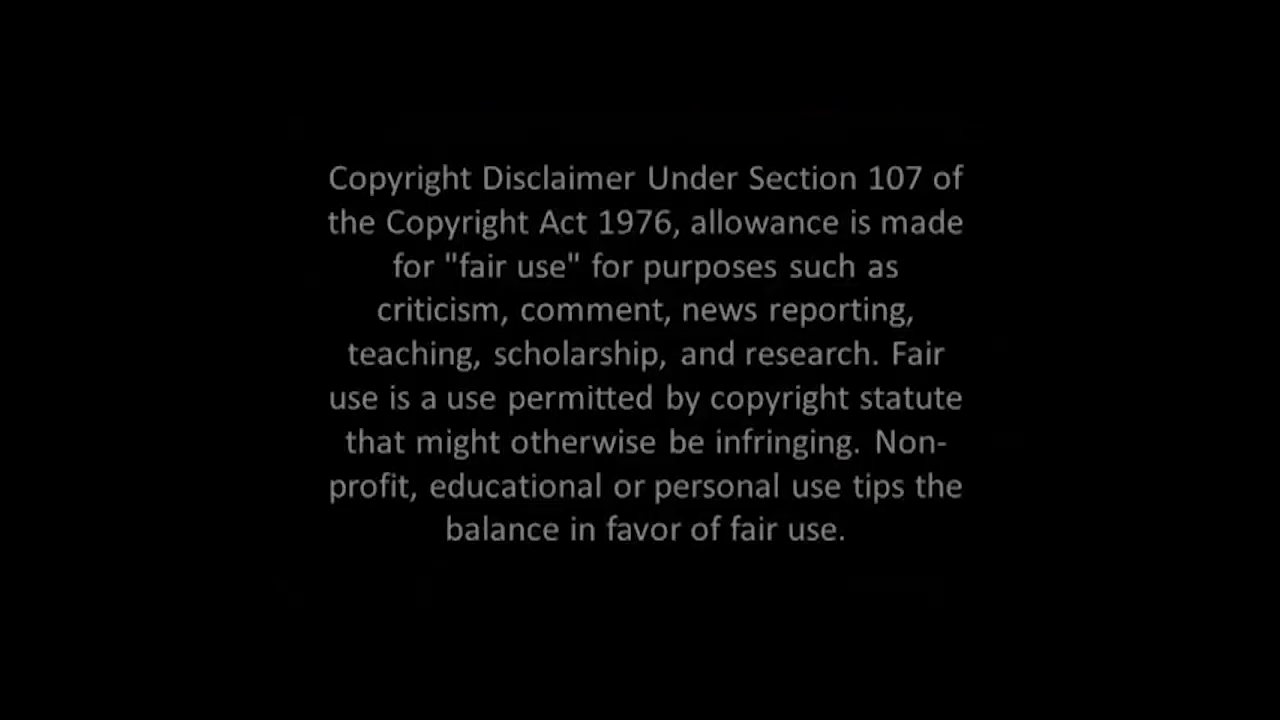 Copyright Disclaimer Under Section 107 of
the Copyright Act 1976, allowance is made
for "fair use" for purposes such as
criticism, comment, news reporting,
teaching, scholarship, and research. Fair
use is a use permitted by copyright statute
that might otherwise be infringing. Non-
profit, educational or personal use tips the
balance in favor of fair use.